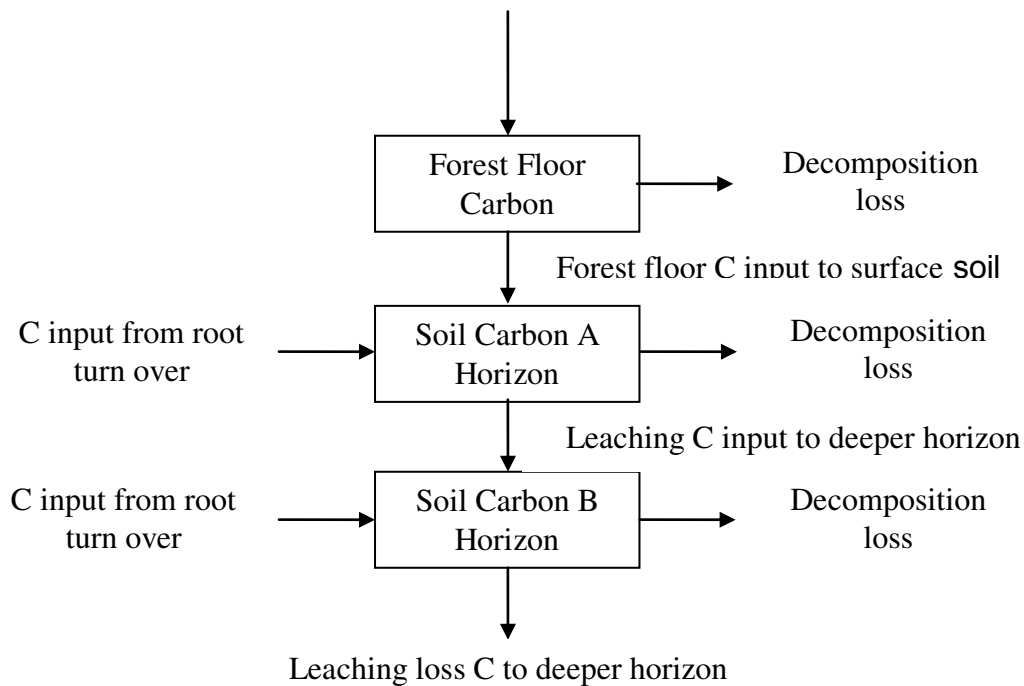 Forest Floor
Carbon
Decomposition
loss
Forest floor C input to surface soil
C input from root
turn over
Soil Carbon A
Horizon
Decomposition
loss
Leaching C input to deeper horizon
C input from root
turn over
Soil Carbon B
Horizon
Decomposition
loss
Leaching loss C to deeper horizon